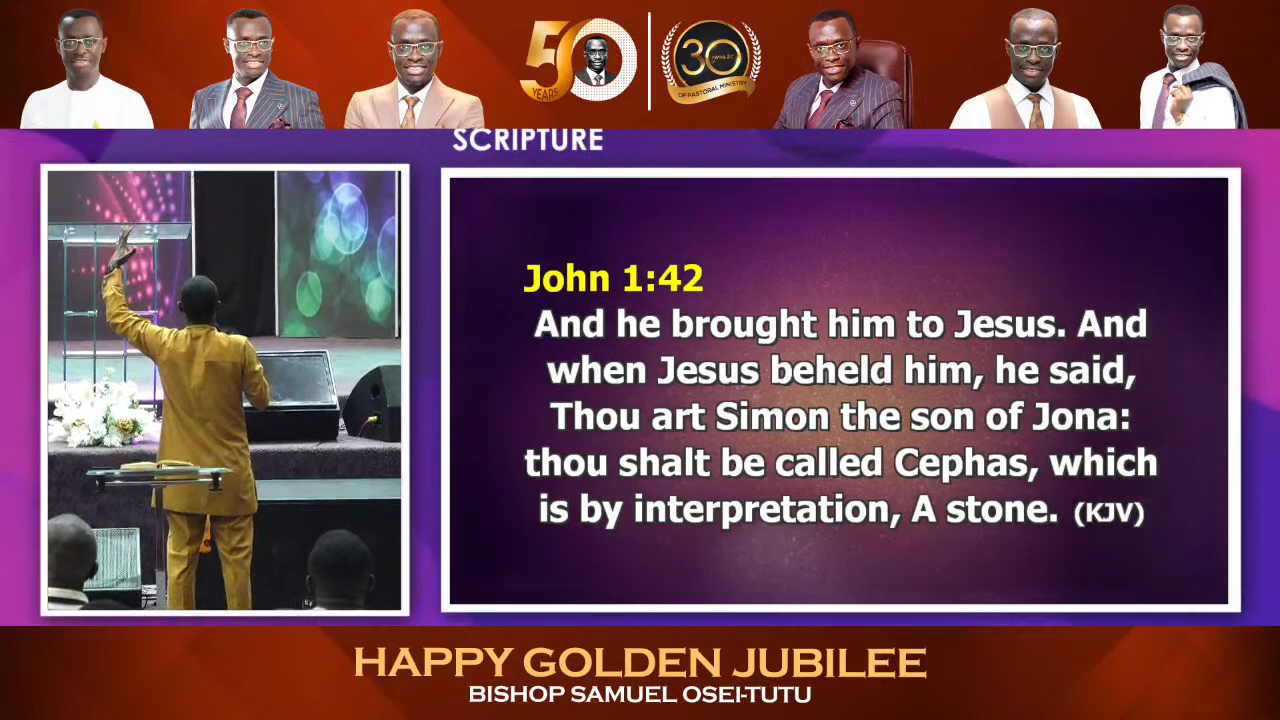 50
YEARS
30
YEARS
OF PASTORAL MINISTRY
SCRIPTURE
John 1:42
And he brought him to Jesus. And
when Jesus beheld him, he said,
Thou art Simon the son of Jona:
thou shalt be called Cephas, which
is by interpretation, A stone. (KJV)
HAPPY GOLDEN JUBILEE
BISHOP SAMUEL OSEI-TUTU